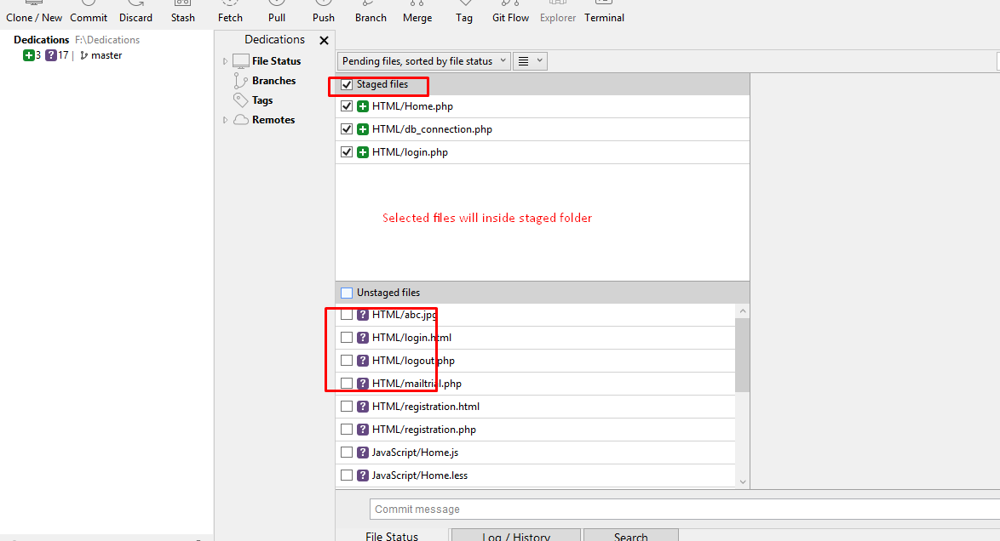 Clone / New Commit Discard Stash Fetch Pull Push Branch Merge Tag Git Flow Explorer Terminal
Dedications F:\Dedications
3 ? 17 | master
Dedications
File Status
Branches
Tags
Remotes
Pending files, sorted by file status
Staged files
HTML/Home.php
HTML/db_connection.php
HTML/login.php
Selected files will inside staged folder
Unstaged files
? HTML/abc.jpg
? HTML/login.html
? HTML/logout.php
? HTML/mailtrial.php
? HTML/registration.html
? HTML/registration.php
? JavaScript/Home.js
? JavaScript/Home.less
Commit message
File Status Log / History Search